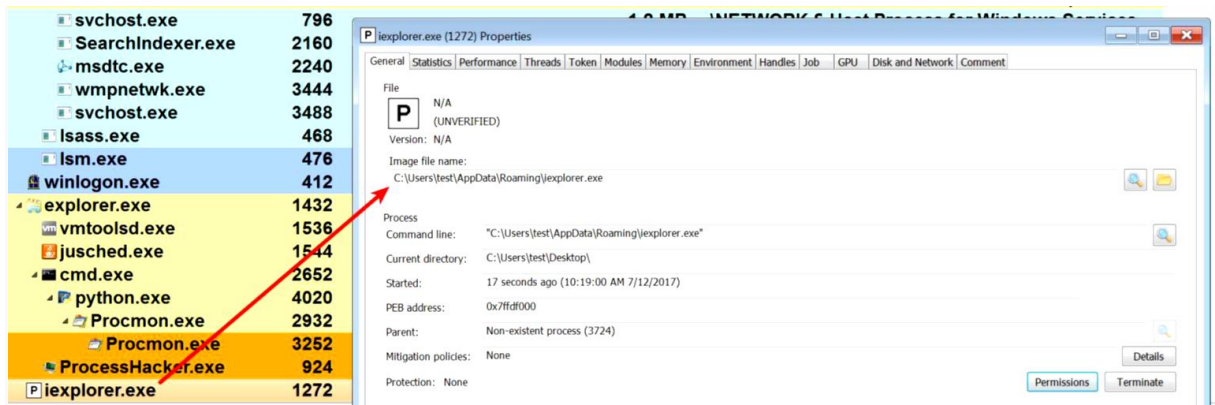 svchost.exe 796
SearchIndexer.exe 2160
msdtc.exe 2240
wmpnetwk.exe 3444
svchost.exe 3488
lsass.exe 468
lsm.exe 476
winlogon.exe 412
explorer.exe 1432
vmtoolsd.exe 1536
jusched.exe 1544
cmd.exe 2652
python.exe 4020
Procmon.exe 2932
Procmon.exe 3252
ProcessHacker.exe 924
P iexplorer.exe 1272
P iexplorer.exe (1272) Properties
General Statistics Performance Threads Token Modules Memory Environment Handles Job GPU Disk and Network Comment
File
P
N/A
(UNVERIFIED)
Version: N/A
Image file name:
C:\Users\test\AppData\Roaming\iexplorer.exe
Process
Command line: "C:\Users\test\AppData\Roaming\iexplorer.exe"
Current directory: C:\Users\test\Desktop\
Started: 17 seconds ago (10:19:00 AM 7/12/2017)
PEB address: 0x7ffdf000
Parent: Non-existent process (3724)
Mitigation policies: None
Details
Protection: None
Permissions Terminate